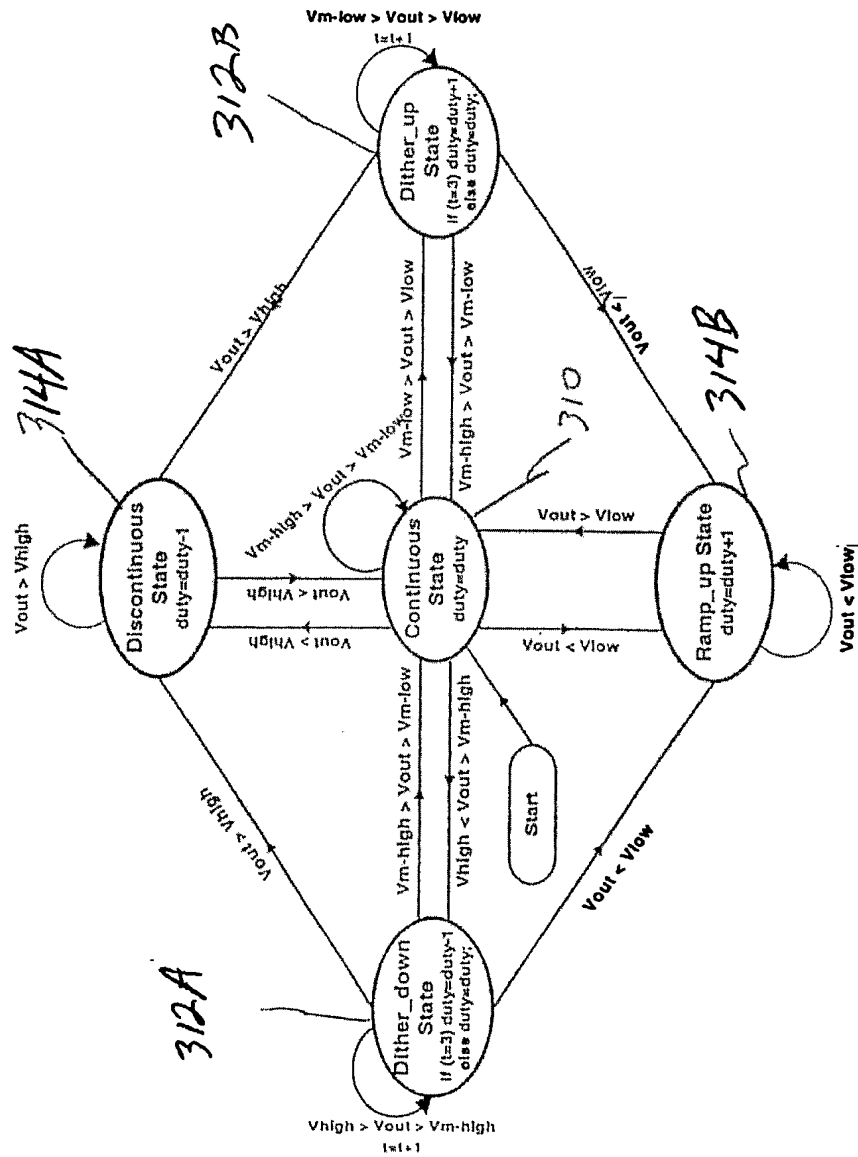 314A
Vout > Vhigh
Discontinuous
State
duty=duty-1
Vout > Vhigh
Vout > Vhigh
Vout < Vhigh
Vout > Vhigh
312A
Vhigh > Vout > Vm-high
t=t+1
Dither_down
State
If (t=3) duty=duty-1
else duty=duty;
Vm-high > Vout > Vm-low
Vhigh < Vout > Vm-high
Vm-high > Vout > Vm-low
Continuous
State
duty=duty
310
Start
Vm-low > Vout > Vlow
Vm-high > Vout > Vm-low
312B
Vm-low > Vout > Vlow
t=t+1
Dither_up
State
If (t=3) duty=duty+1
else duty=duty;
Vout < Vlow
Vout > Vlow
Vout < Vlow
Vout < Vlow
Ramp_up State
duty=duty+1
Vout < Vlow
314B